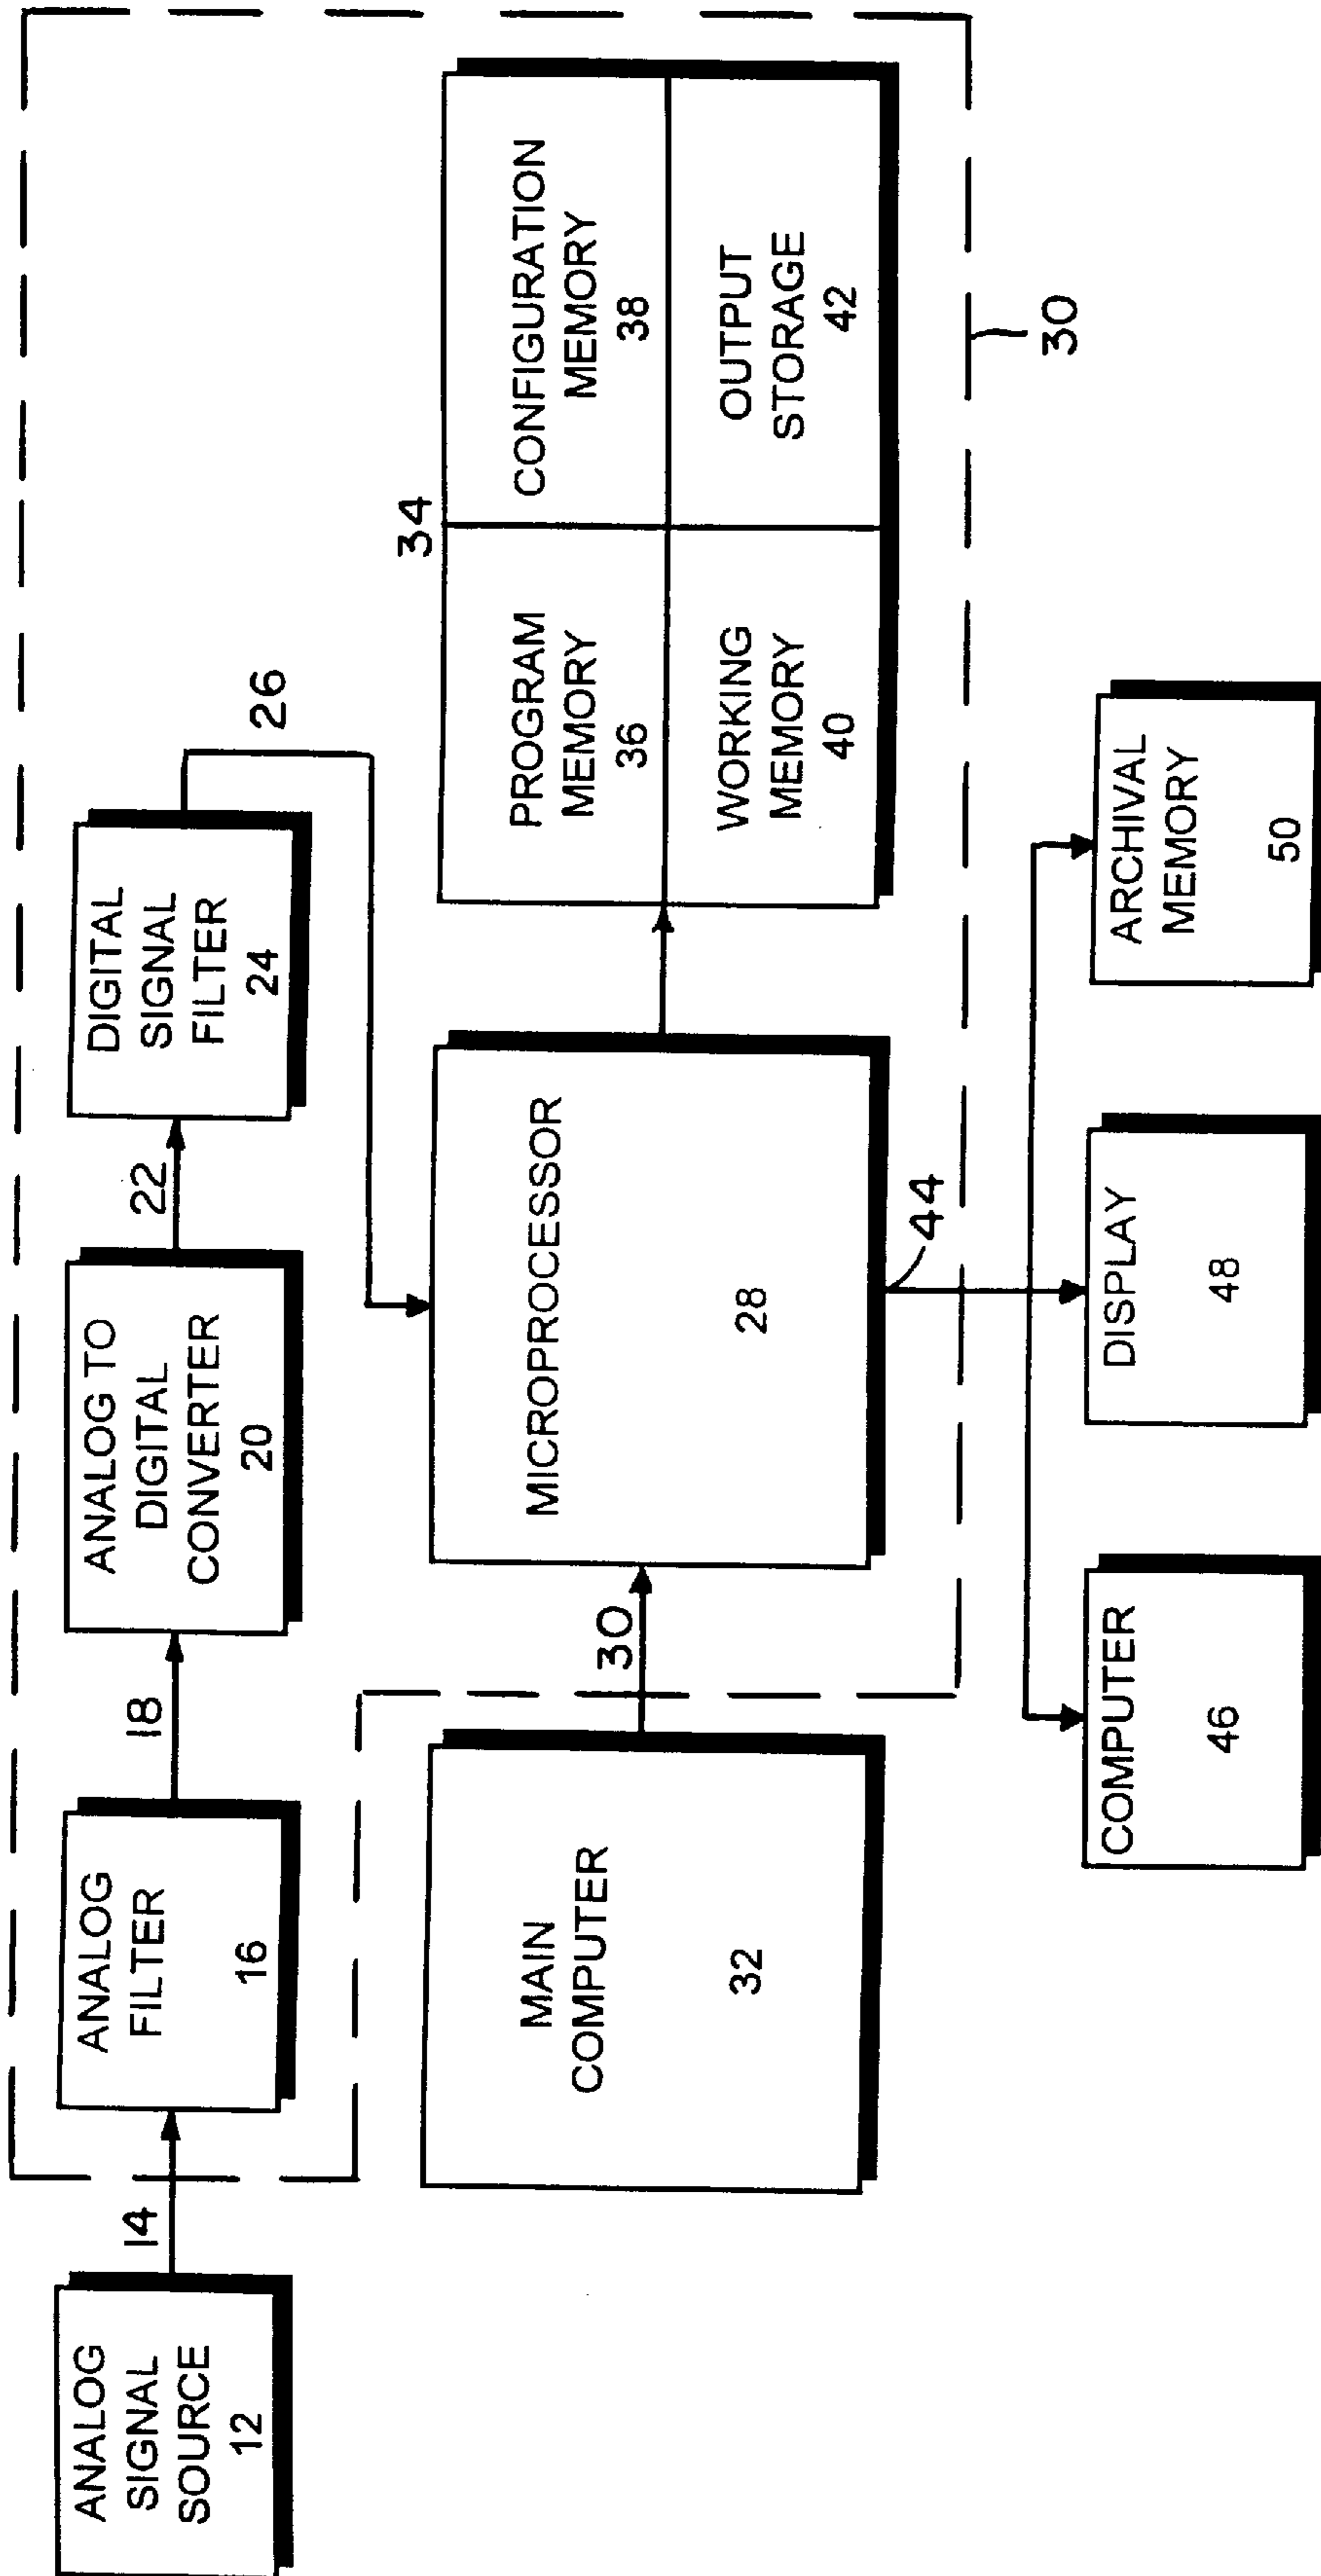 ANALOG
SIGNAL
SOURCE
12
14
ANALOG
FILTER
16
18
ANALOG TO
DIGITAL
CONVERTER
20
22
DIGITAL
SIGNAL
FILTER
24
26
MAIN
COMPUTER
32
30
MICROPROCESSOR
28
34
PROGRAM
MEMORY
36
CONFIGURATION
MEMORY
38
WORKING
MEMORY
40
OUTPUT
STORAGE
42
44
30
COMPUTER
46
DISPLAY
48
ARCHIVAL
MEMORY
50